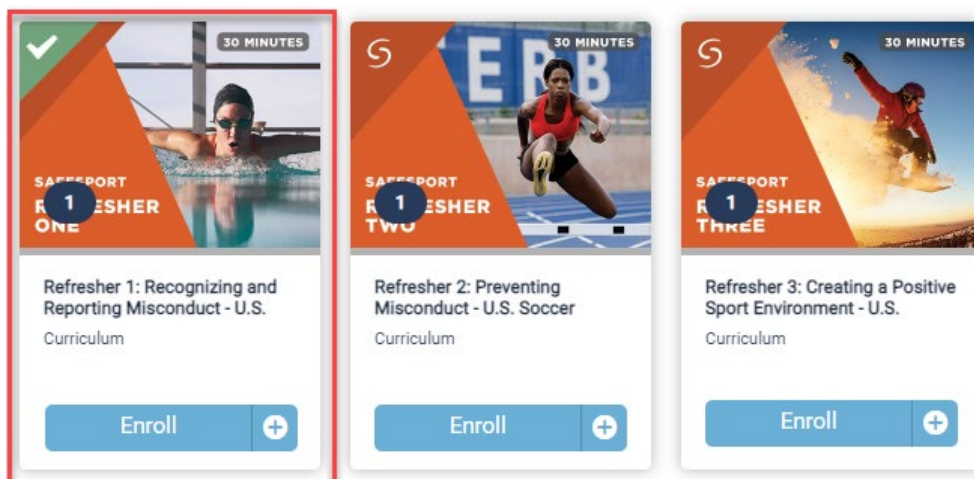 30 MINUTES
SAFESPORT
1
ONE
Refresher 1: Recognizing and
Reporting Misconduct - U.S.
Curriculum
Enroll
30 MINUTES
ERB
SAFESPORT
1
TWO
Refresher 2: Preventing
Misconduct - U.S. Soccer
Curriculum
Enroll
30 MINUTES
SAFESPORT
1
THREE
Refresher 3: Creating a Positive
Sport Environment - U.S.
Curriculum
Enroll